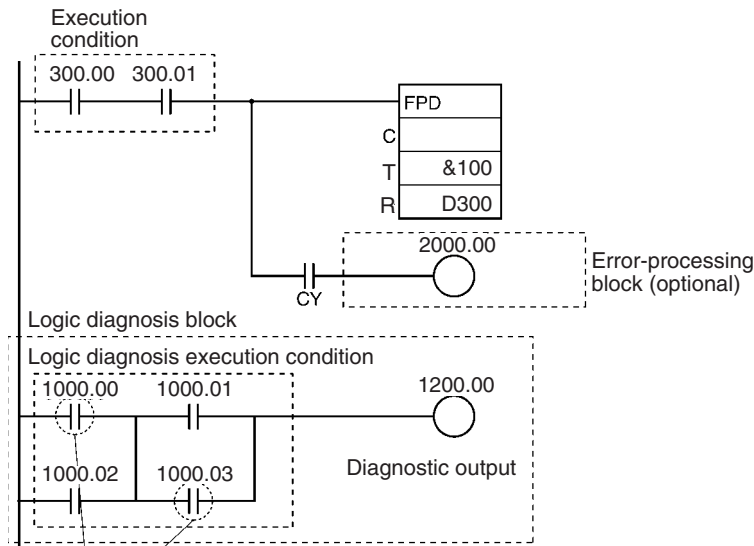 Execution
condition
300.00 300.01
FPD
C
T &100
R D300
2000.00
CY
Error-processing
block (optional)
Logic diagnosis block
Logic diagnosis execution condition
1000.00 1000.01 1200.00
1000.02 1000.03 Diagnostic output